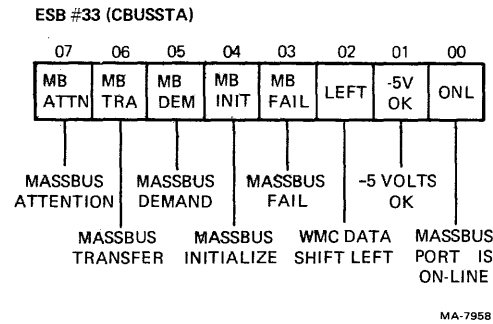 ESB #33 (CBUSSTA)
07 06 05 04 03 02 01 00
MB MB MB MB MB LEFT -5V ONL
ATTN TRA DEM INIT FAIL OK
MASSBUS MASSBUS MASSBUS -5 VOLTS
ATTENTION DEMAND FAIL OK
MASSBUS MASSBUS WMC DATA MASSBUS
TRANSFER INITIALIZE SHIFT LEFT PORT IS
ON-LINE
MA-7958